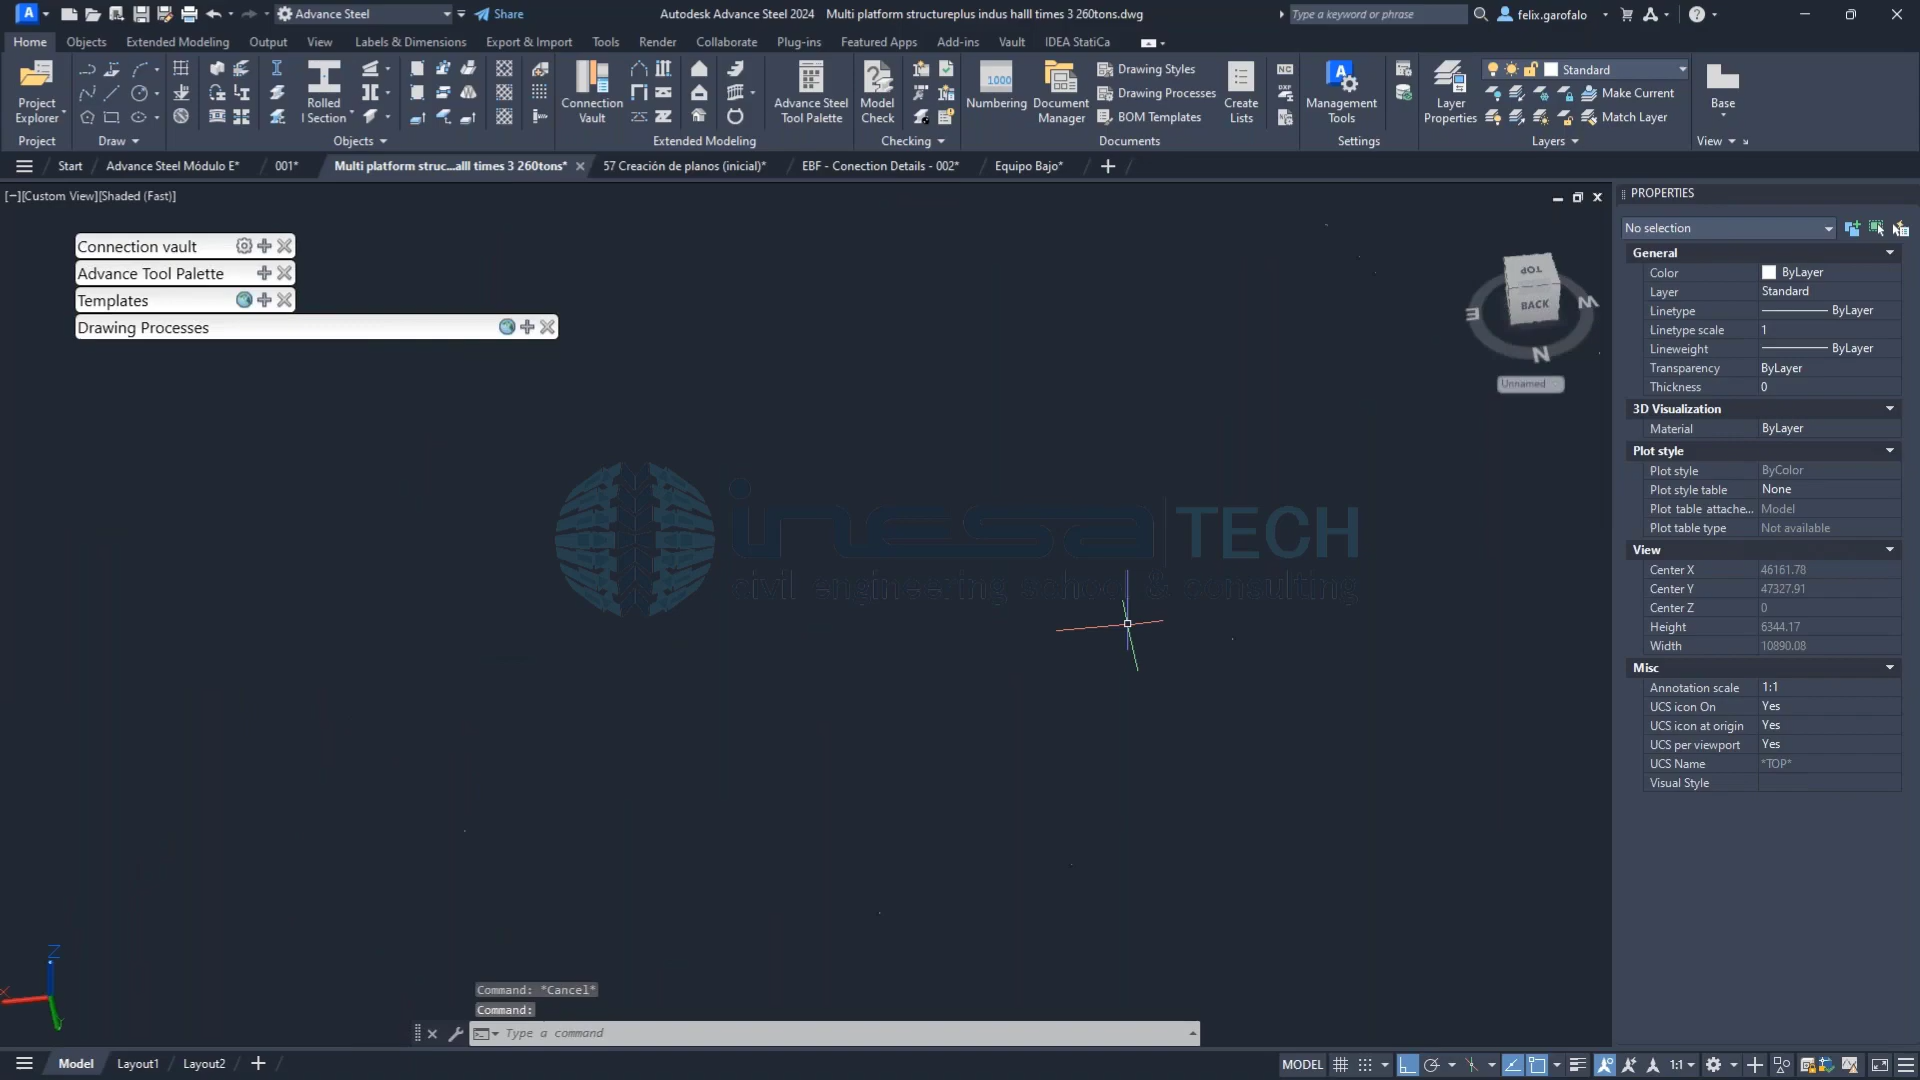 Advance Steel
Share
Autodesk Advance Steel 2024 Multi platform structureplus indus halll times 3 260tons.dwg
Type a keyword or phrase
felix.garofalo
Home
Objects
Extended Modeling
Output
View
Labels & Dimensions
Export & Import
Tools
Render
Collaborate
Plug-ins
Featured Apps
Add-ins
Vault
IDEA StatiCa
Project Explorer
Rolled I Section
Connection Vault
Advance Steel Tool Palette
Model Check
Numbering
Document Manager
Drawing Styles
Drawing Processes
BOM Templates
Create Lists
NC
DXF
Management Tools
Layer Properties
Standard
Make Current
Match Layer
Base
Project
Draw
Objects
Extended Modeling
Checking
Documents
Settings
Layers
View
Start
Advance Steel Módulo E*
001*
Multi platform struc...alll times 3 260tons*
57 Creación de planos (inicial)*
EBF - Conection Details - 002*
Equipo Bajo*
[−][Custom View][Shaded (Fast)]
Connection vault
Advance Tool Palette
Templates
Drawing Processes
TOP
BACK
E
W
N
Unnamed
inesa TECH
civil engineering school & consulting
Z
X
Y
Command: *Cancel*
Command:
Type a command
PROPERTIES
No selection
General
Color ByLayer
Layer Standard
Linetype ByLayer
Linetype scale 1
Lineweight ByLayer
Transparency ByLayer
Thickness 0
3D Visualization
Material ByLayer
Plot style
Plot style ByColor
Plot style table None
Plot table attache... Model
Plot table type Not available
View
Center X 46161.78
Center Y 47327.91
Center Z 0
Height 6344.17
Width 10890.08
Misc
Annotation scale 1:1
UCS icon On Yes
UCS icon at origin Yes
UCS per viewport Yes
UCS Name *TOP*
Visual Style
Model
Layout1
Layout2
MODEL
1:1